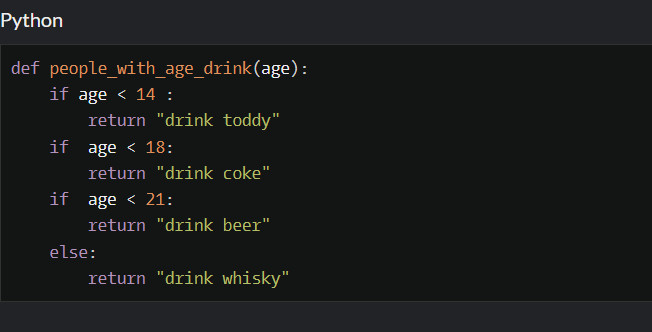 Python
def people_with_age_drink(age):
    if age < 14 :
        return "drink toddy"
    if  age < 18:
        return "drink coke"
    if  age < 21:
        return "drink beer"
    else:
        return "drink whisky"